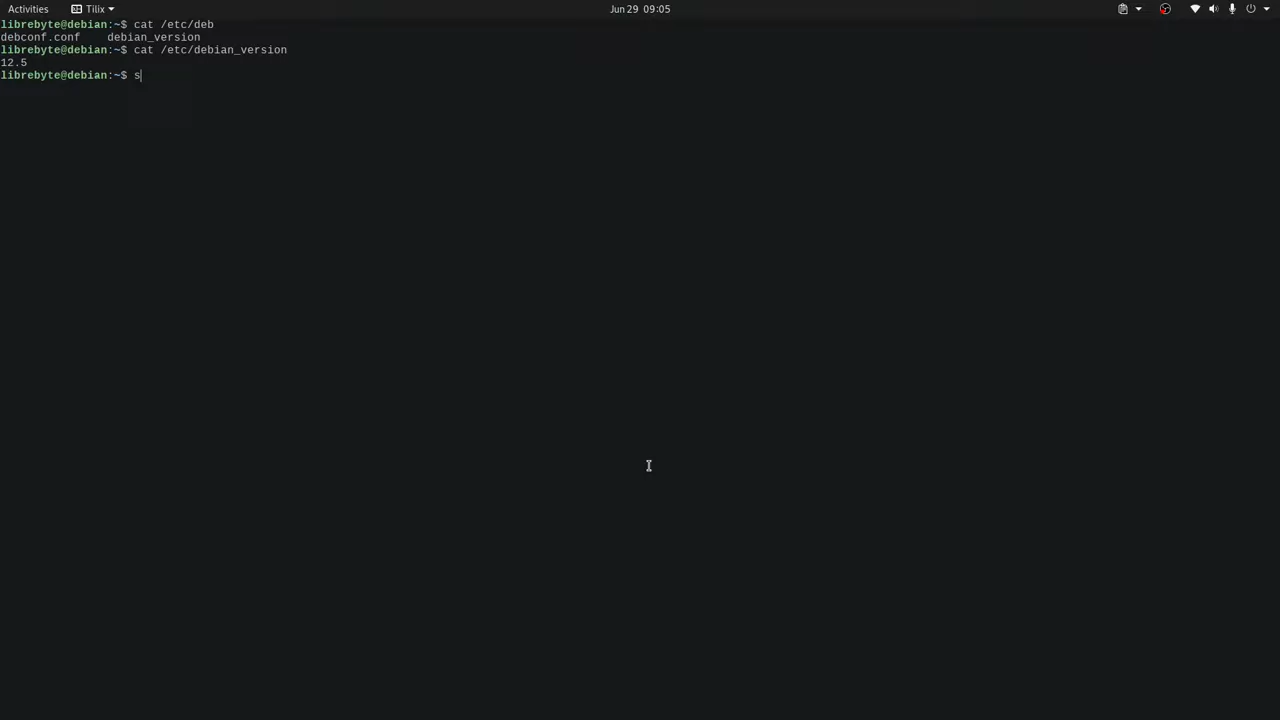 Activities Tilix Jun 29 09:05
librebyte@debian:~$ cat /etc/deb
debconf.conf    debian_version
librebyte@debian:~$ cat /etc/debian_version
12.5
librebyte@debian:~$ s